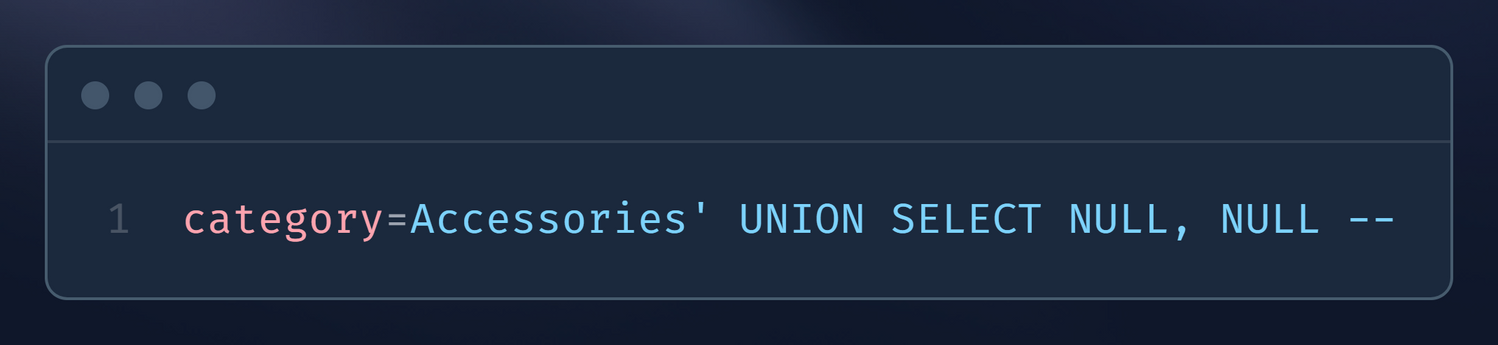 1 category=Accessories' UNION SELECT NULL, NULL --